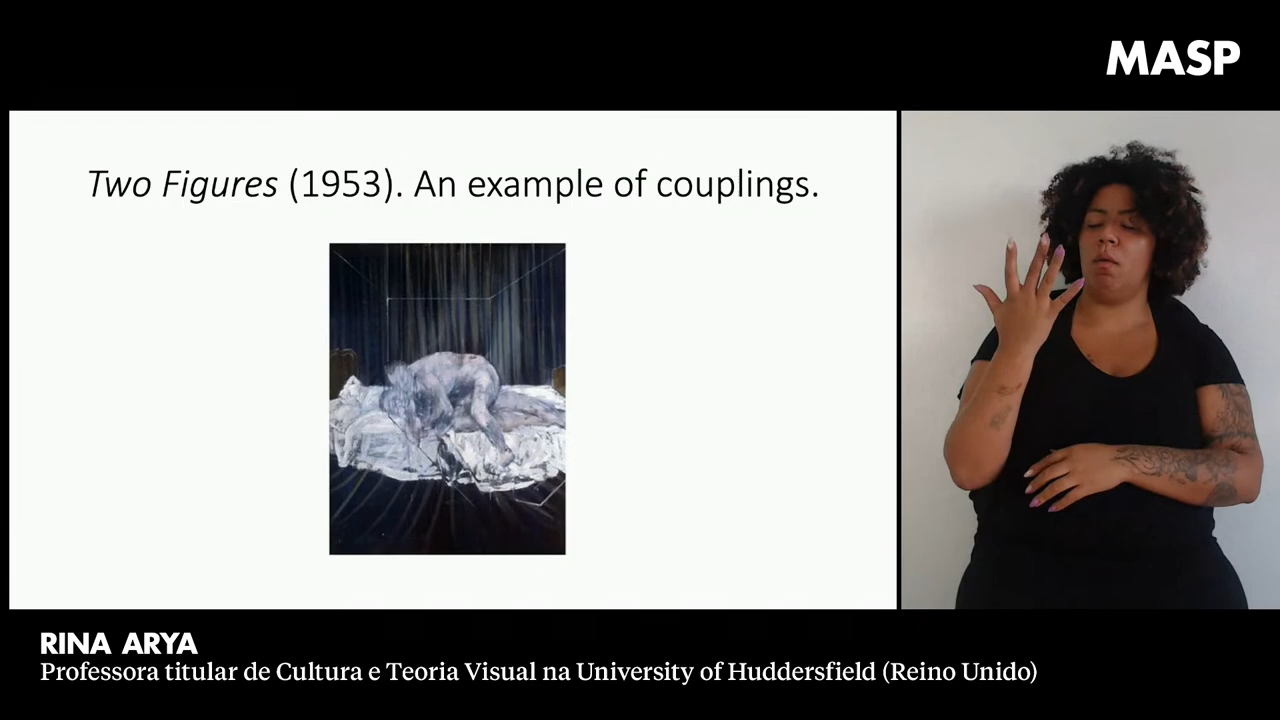 MASP
Two Figures (1953). An example of couplings.
RINA ARYA
Professora titular de Cultura e Teoria Visual na University of Huddersfield (Reino Unido)